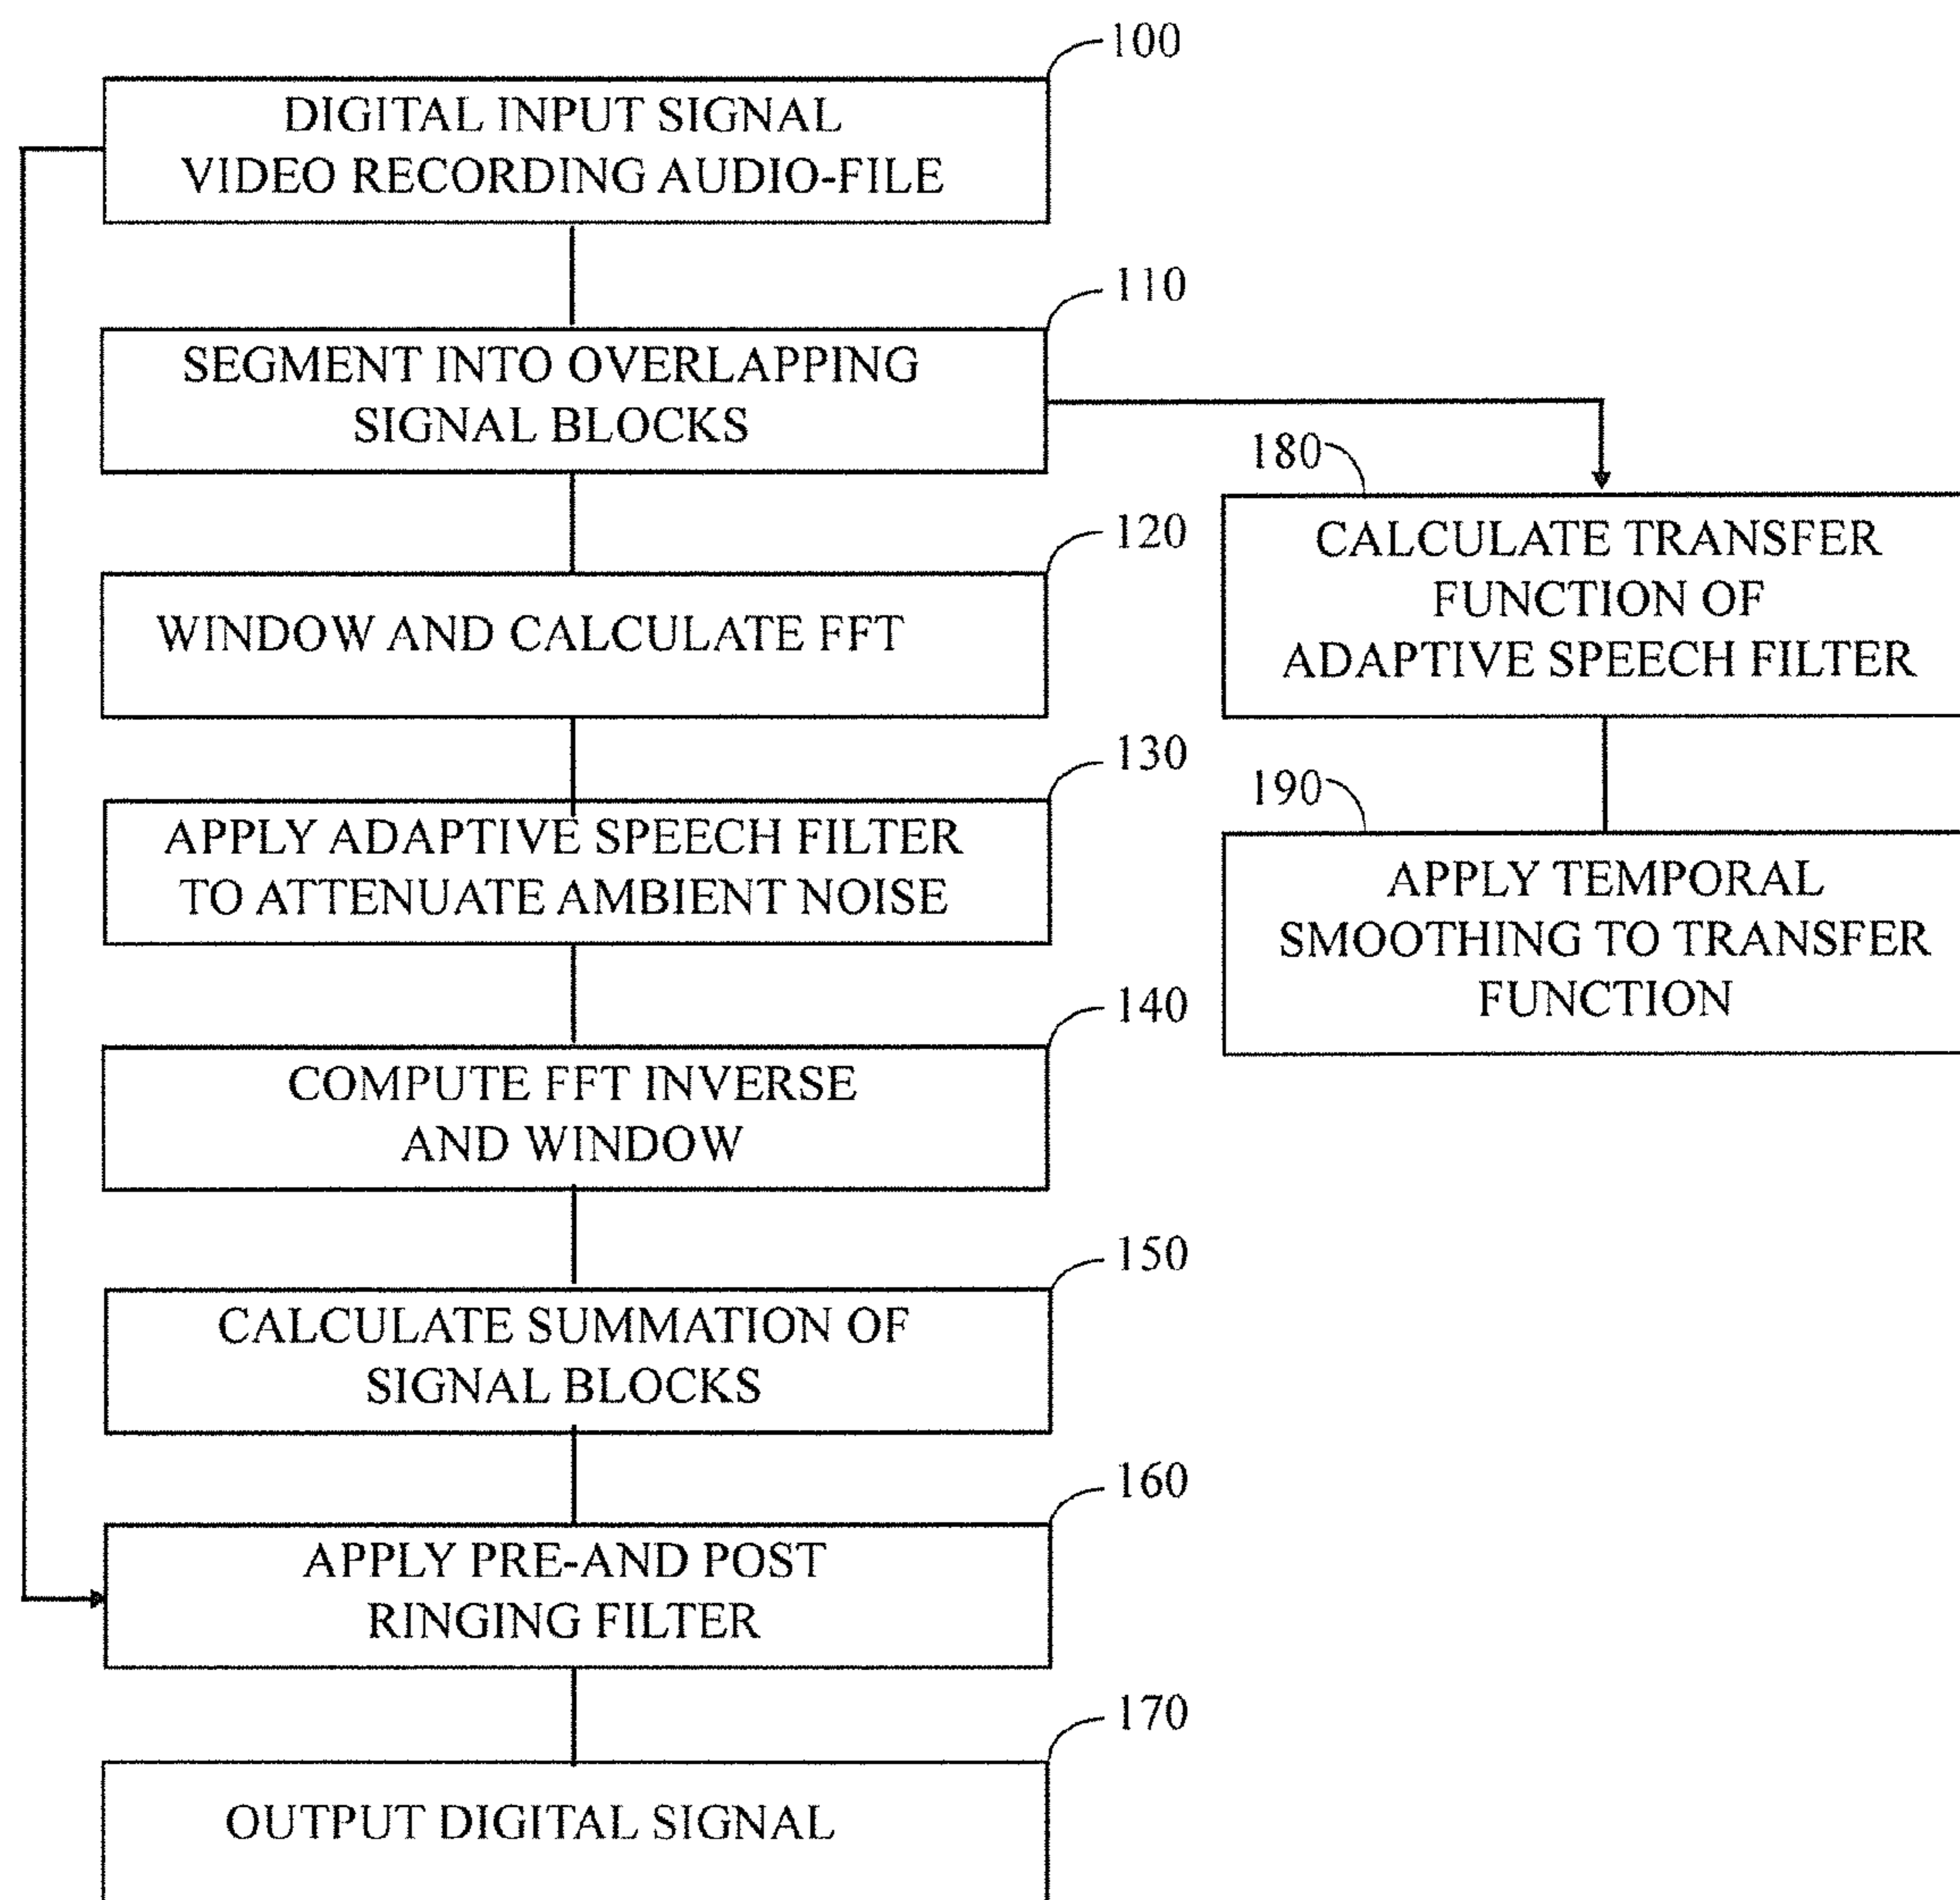 100
DIGITAL INPUT SIGNAL
VIDEO RECORDING AUDIO-FILE
110
SEGMENT INTO OVERLAPPING
SIGNAL BLOCKS
120
WINDOW AND CALCULATE FFT
130
APPLY ADAPTIVE SPEECH FILTER
TO ATTENUATE AMBIENT NOISE
140
COMPUTE FFT INVERSE
AND WINDOW
150
CALCULATE SUMMATION OF
SIGNAL BLOCKS
160
APPLY PRE-AND POST
RINGING FILTER
170
OUTPUT DIGITAL SIGNAL
180
CALCULATE TRANSFER
FUNCTION OF
ADAPTIVE SPEECH FILTER
190
APPLY TEMPORAL
SMOOTHING TO TRANSFER
FUNCTION